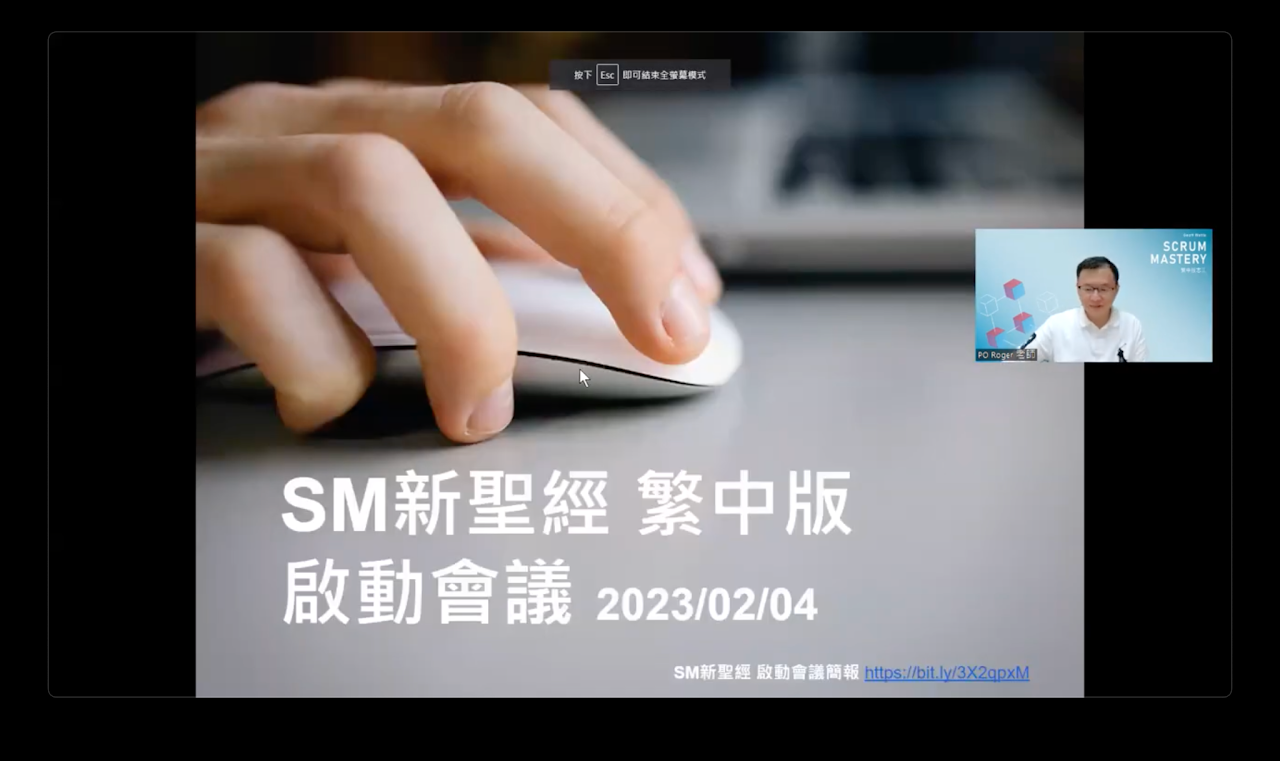 按下 Esc 即可結束全螢幕模式
SCRUM
MASTERY
PO Roger 老師
SM新聖經 繁中版
啟動會議 2023/02/04
SM新聖經 啟動會議簡報 https://bit.ly/3X2qpxM